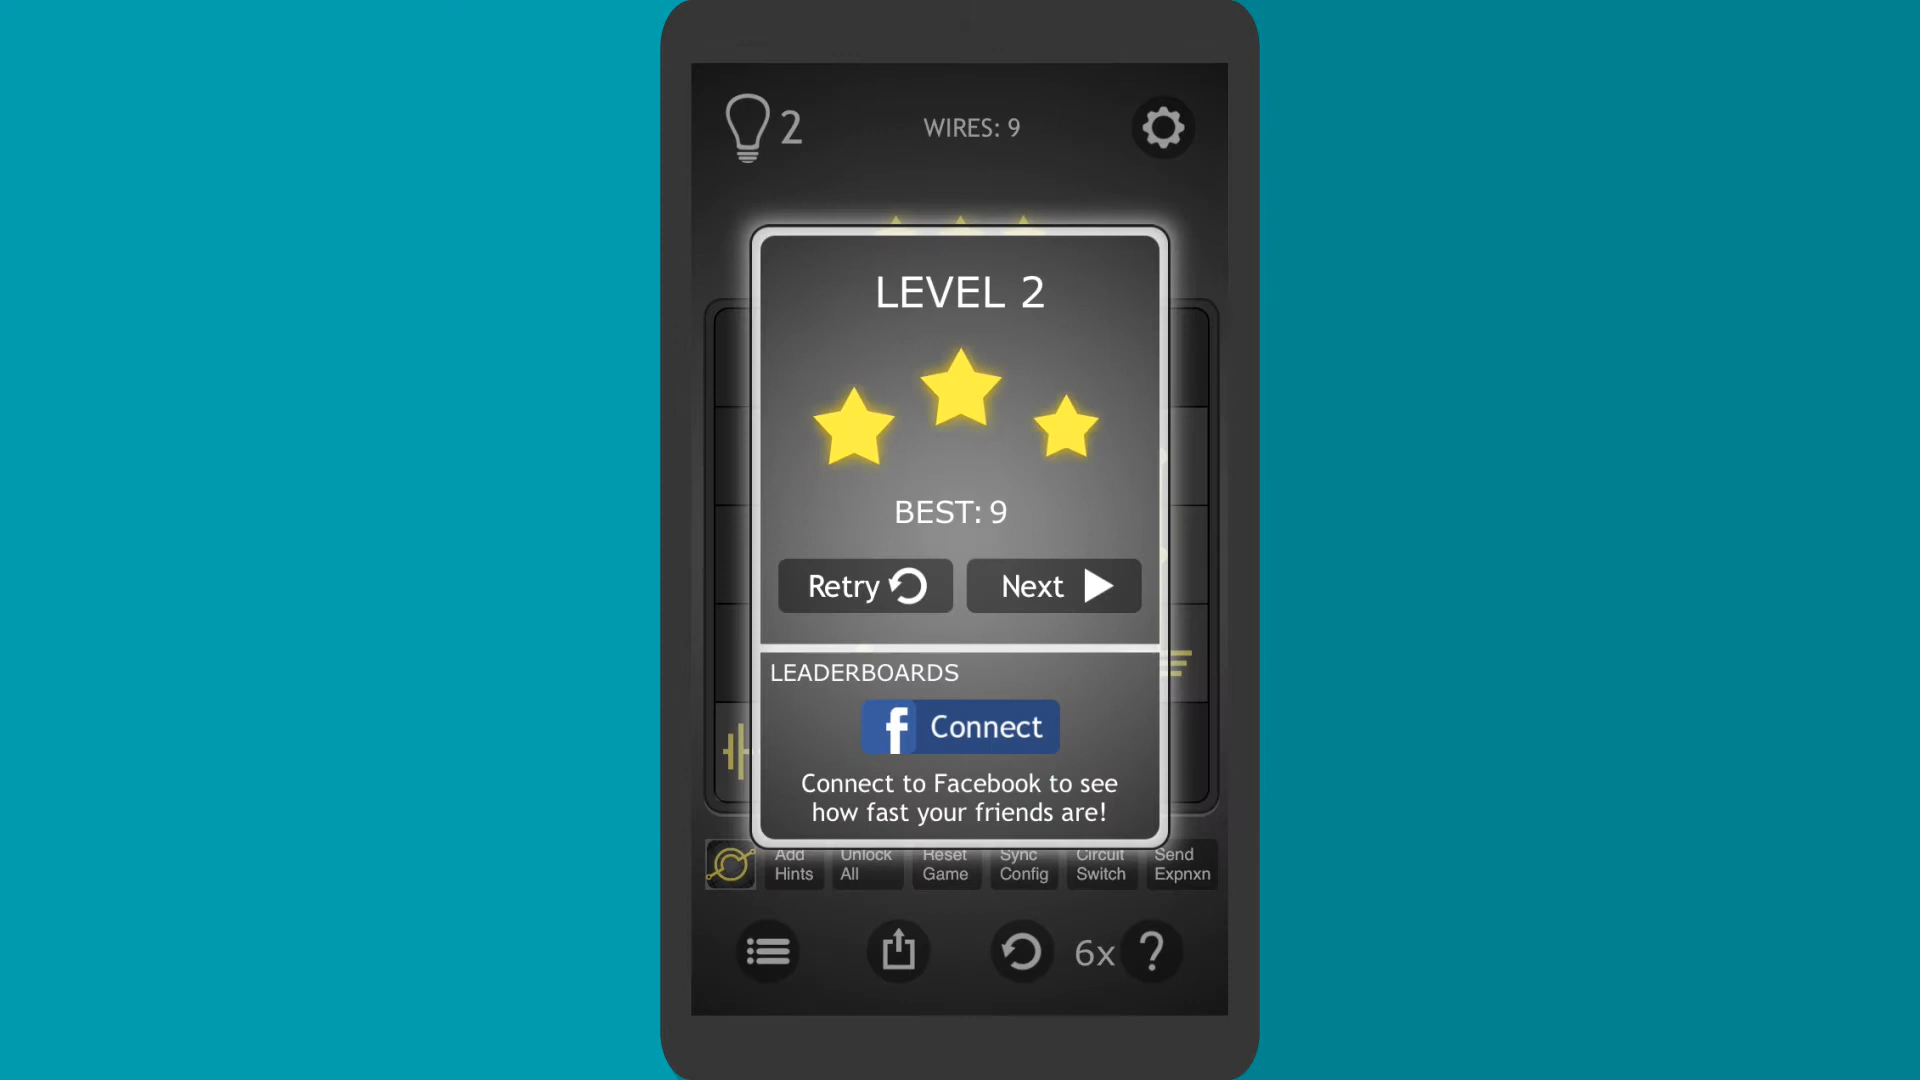 2
WIRES: 9
LEVEL 2
BEST: 9
Retry
Next
LEADERBOARDS
f Connect
Connect to Facebook to see
how fast your friends are!
Add Hints
Unlock All
Reset Game
Sync Config
Circuit Switch
Send Expnxn
6x ?